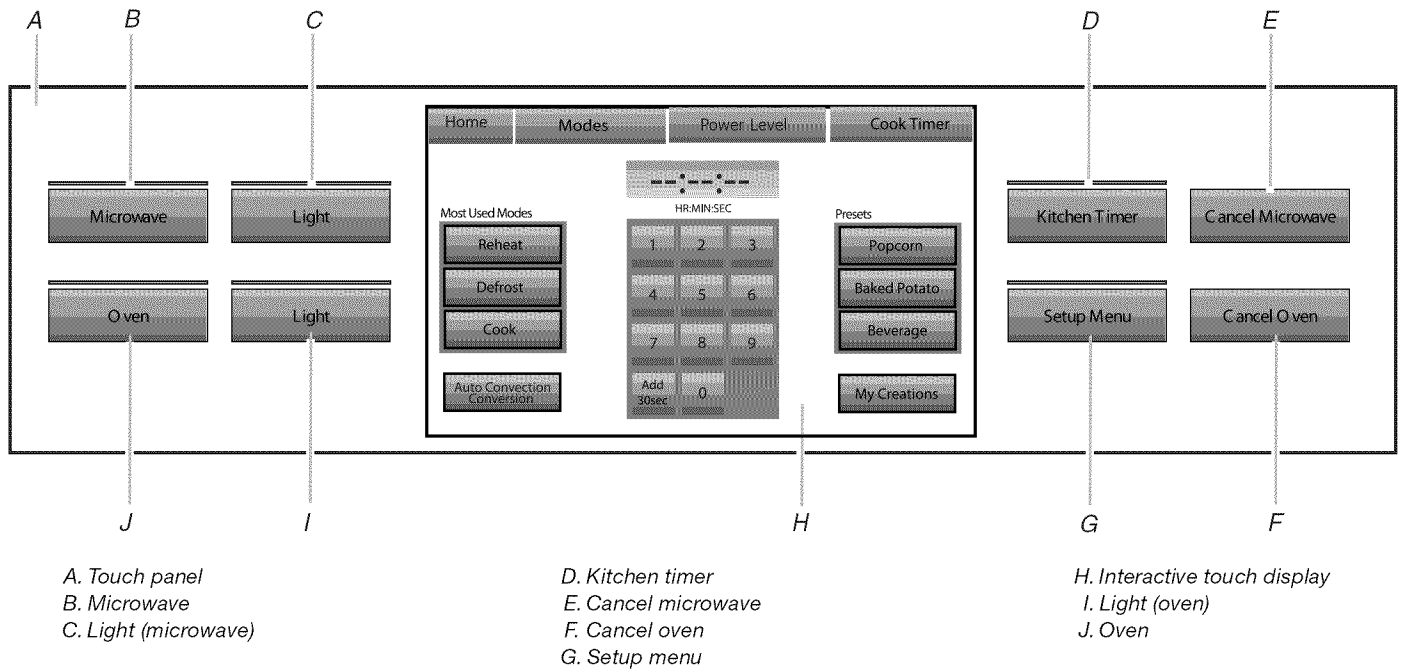 A B C D E
Home Modes Power Level Cook Timer
--:--:--
HR:MIN:SEC
Microwave Light
Most Used Modes
Reheat
Defrost
Cook
Auto Convection
Conversion
1 2 3
4 5 6
7 8 9
Add
30sec
0
Presets
Popcorn
Baked Potato
Beverage
My Creations
Kitchen Timer Cancel Microwave
Oven Light
Setup Menu Cancel Oven
J I H G F
A. Touch panel
B. Microwave
C. Light (microwave)
D. Kitchen timer
E. Cancel microwave
F. Cancel oven
G. Setup menu
H. Interactive touch display
I. Light (oven)
J. Oven